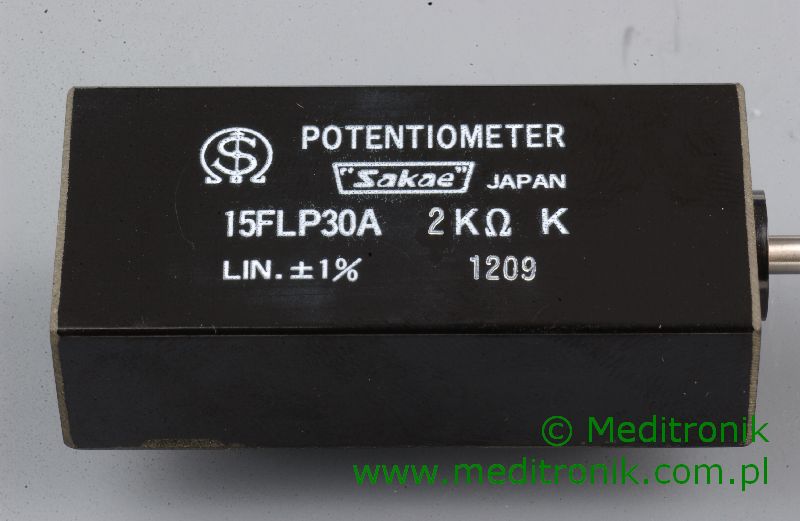 POTENTIOMETER
"Sakae" JAPAN
15FLP30A 2KΩ K
LIN. ±1% 1209
© Meditronik
www.meditronik.com.pl